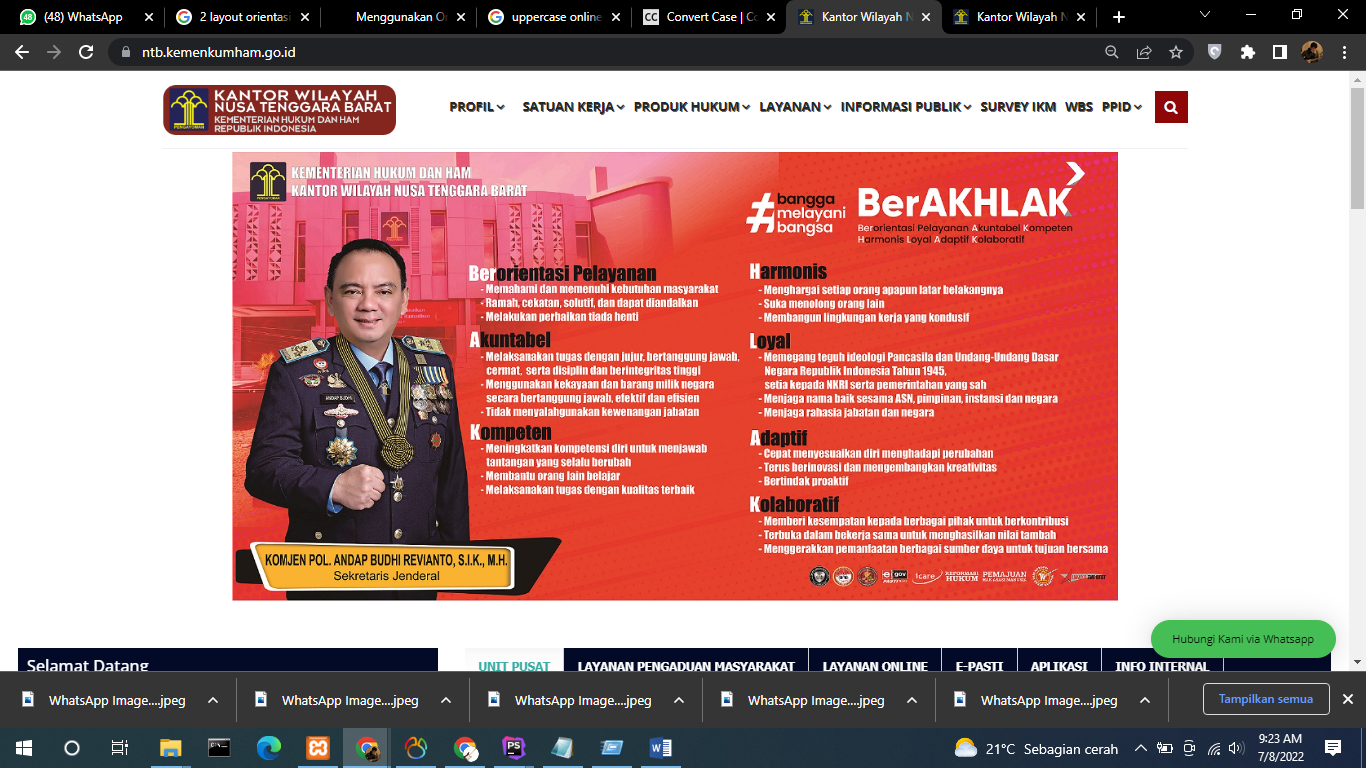 (48) WhatsApp
2 layout orientasi
Menggunakan O
uppercase online
Convert Case | Co
Kantor Wilayah N
Kantor Wilayah N
ntb.kemenkumham.go.id
KANTOR WILAYAH
NUSA TENGGARA BARAT
KEMENTERIAN HUKUM DAN HAM
REPUBLIK INDONESIA
PENGAYOMAN
PROFIL SATUAN KERJA PRODUK HUKUM LAYANAN INFORMASI PUBLIK SURVEY IKM WBS PPID
KEMENTERIAN HUKUM DAN HAM
KANTOR WILAYAH NUSA TENGGARA BARAT
#bangga
melayani
bangsa
BerAKHLAK
Berorientasi Pelayanan Akuntabel Kompeten
Harmonis Loyal Adaptif Kolaboratif
Berorientasi Pelayanan
- Memahami dan memenuhi kebutuhan masyarakat
- Ramah, cekatan, solutif, dan dapat diandalkan
- Melakukan perbaikan tiada henti
Akuntabel
- Melaksanakan tugas dengan jujur, bertanggung jawab,
cermat, serta disiplin dan berintegritas tinggi
- Menggunakan kekayaan dan barang milik negara
secara bertanggung jawab, efektif dan efisien
- Tidak menyalahgunakan kewenangan jabatan
Kompeten
- Meningkatkan kompetensi diri untuk menjawab
tantangan yang selalu berubah
- Membantu orang lain belajar
- Melaksanakan tugas dengan kualitas terbaik
Harmonis
- Menghargai setiap orang apapun latar belakangnya
- Suka menolong orang lain
- Membangun lingkungan kerja yang kondusif
Loyal
- Memegang teguh ideologi Pancasila dan Undang-Undang Dasar
Negara Republik Indonesia Tahun 1945,
setia kepada NKRI serta pemerintahan yang sah
- Menjaga nama baik sesama ASN, pimpinan, instansi dan negara
- Menjaga rahasia jabatan dan negara
Adaptif
- Cepat menyesuaikan diri menghadapi perubahan
- Terus berinovasi dan mengembangkan kreativitas
- Bertindak proaktif
Kolaboratif
- Memberi kesempatan kepada berbagai pihak untuk berkontribusi
- Terbuka dalam bekerja sama untuk menghasilkan nilai tambah
- Menggerakkan pemanfaatan berbagai sumber daya untuk tujuan bersama
ANDAP BUDHI
KOMJEN POL. ANDAP BUDHI REVIANTO, S.I.K., M.H.
Sekretaris Jenderal
e-gov
icare
REFORMASI
HUKUM
PEMAJUAN
Hubungi Kami via Whatsapp
Selamat Datang
UNIT PUSAT LAYANAN PENGADUAN MASYARAKAT LAYANAN ONLINE E-PASTI APLIKASI INFO INTERNAL
WhatsApp Image....jpeg
WhatsApp Image....jpeg
WhatsApp Image....jpeg
WhatsApp Image....jpeg
WhatsApp Image....jpeg
Tampilkan semua
21°C Sebagian cerah
9:23 AM
7/8/2022